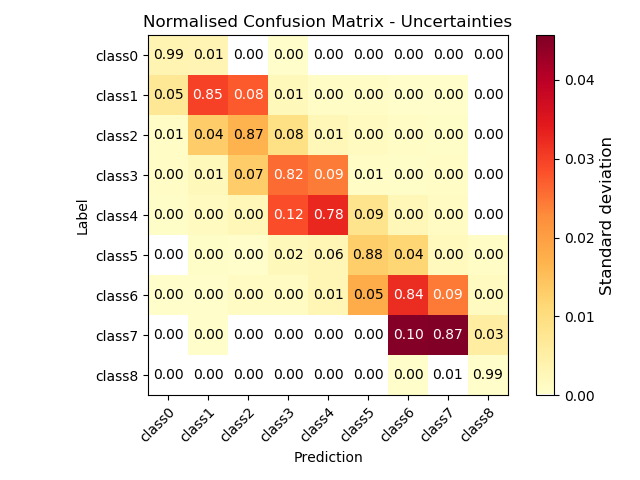 Normalised Confusion Matrix - Uncertainties
class0 0.99 0.01 0.00 0.00 0.00 0.00 0.00 0.00 0.00
class1 0.05 0.85 0.08 0.01 0.00 0.00 0.00 0.00 0.00
class2 0.01 0.04 0.87 0.08 0.01 0.00 0.00 0.00 0.00
class3 0.00 0.01 0.07 0.82 0.09 0.01 0.00 0.00 0.00
class4 0.00 0.00 0.00 0.12 0.78 0.09 0.00 0.00 0.00
class5 0.00 0.00 0.00 0.02 0.06 0.88 0.04 0.00 0.00
class6 0.00 0.00 0.00 0.00 0.01 0.05 0.84 0.09 0.00
class7 0.00 0.00 0.00 0.00 0.00 0.00 0.10 0.87 0.03
class8 0.00 0.00 0.00 0.00 0.00 0.00 0.00 0.01 0.99
class0 class1 class2 class3 class4 class5 class6 class7 class8
Prediction
Label
0.04
0.03
0.02
0.01
0.00
Standard deviation